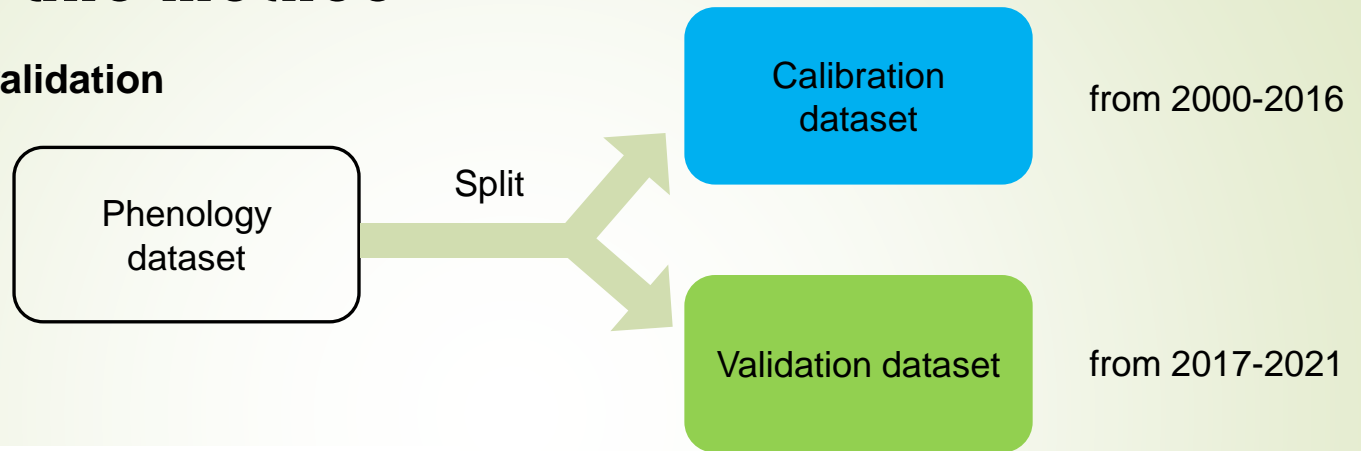 alidation
Calibration
dataset
from 2000-2016
Split
Phenology
dataset
Validation dataset
from 2017-2021